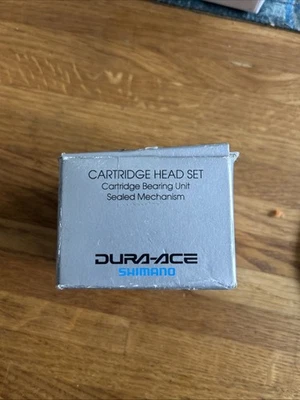 CARTRIDGE HEAD SET
Cartridge Bearing Unit
Sealed Mechanism
DURA-ACE
SHIMANO